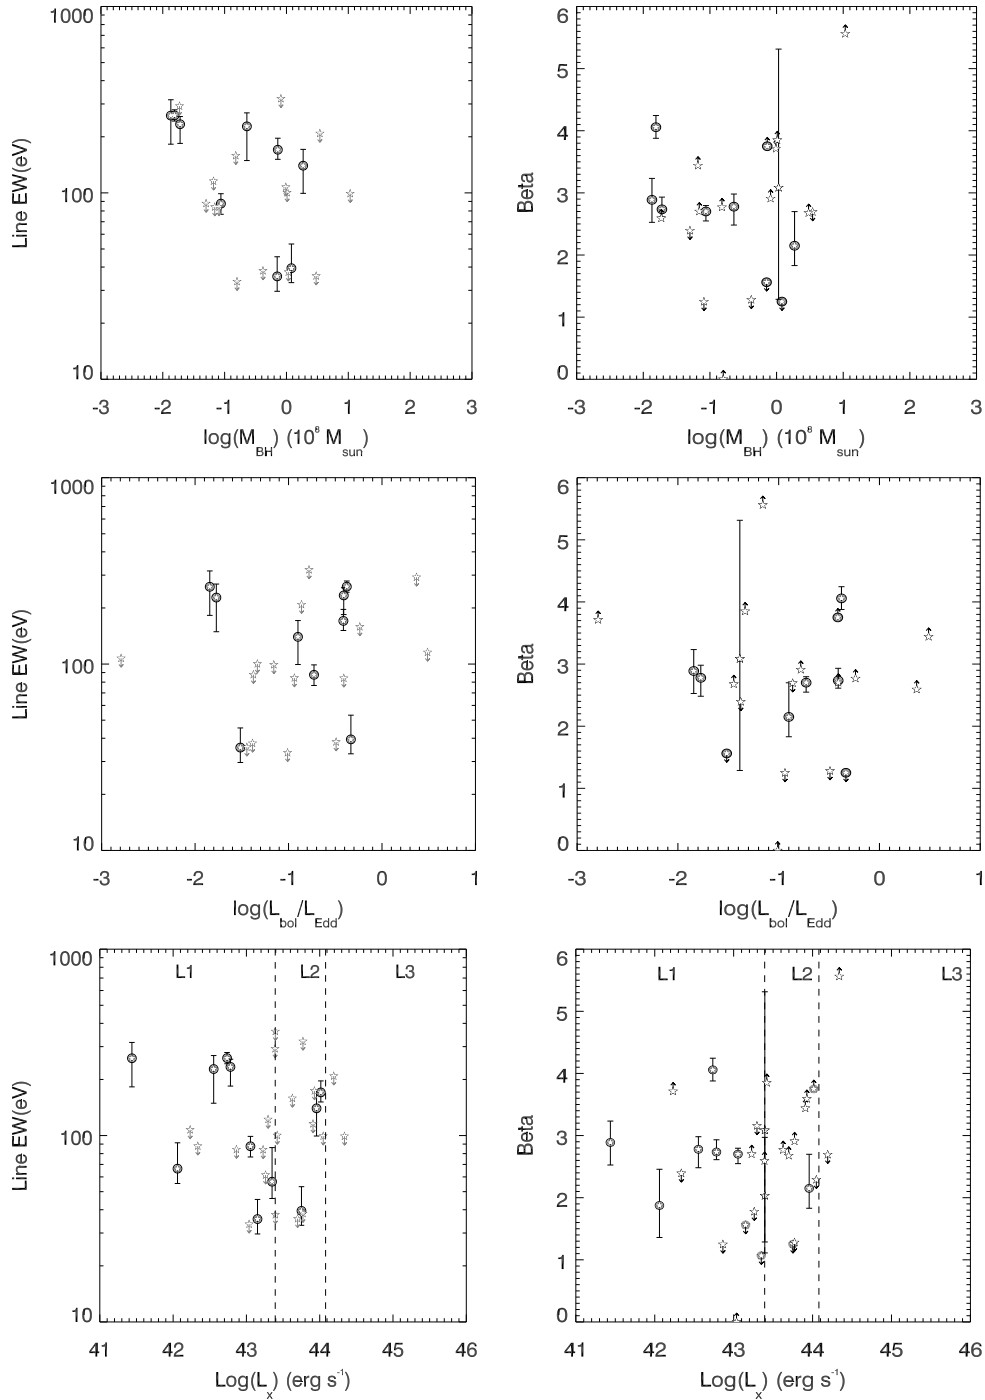 1000
100
10
Line EW(eV)
-3 -2 -1 0 1 2 3
log(M_BH) (10^8 M_sun)
6
5
4
3
2
1
0
Beta
-3 -2 -1 0 1 2 3
log(M_BH) (10^8 M_sun)
1000
100
10
Line EW(eV)
-3 -2 -1 0 1
log(L_bol/L_Edd)
6
5
4
3
2
1
0
Beta
-3 -2 -1 0 1
log(L_bol/L_Edd)
L1 L2 L3
1000
100
10
Line EW(eV)
41 42 43 44 45 46
Log(L_x) (erg s^-1)
L1 L2 L3
6
5
4
3
2
1
0
Beta
41 42 43 44 45 46
Log(L_x) (erg s^-1)